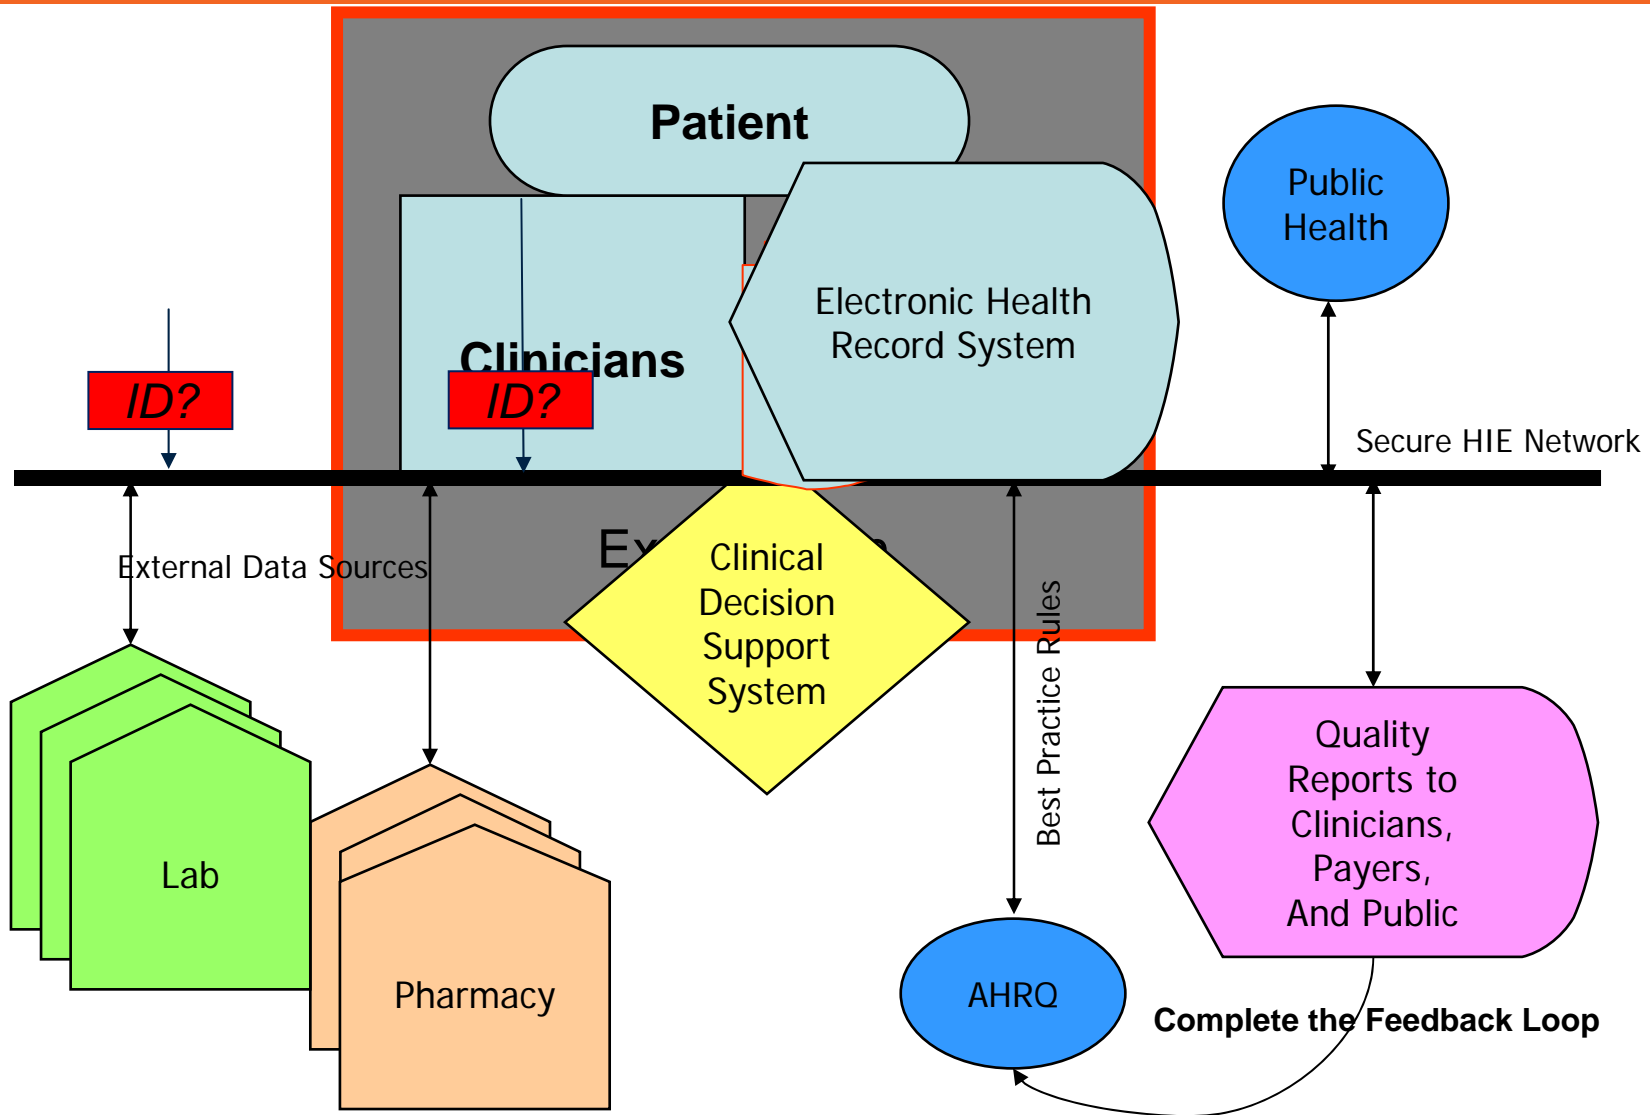 Patient
Public
Health
Electronic Health
Record System
Clinicians
ID?
ID?
Secure HIE Network
External Data Sources
Clinical
Decision
Support
System
Best Practice Rules
Quality
Reports to
Clinicians,
Payers,
And Public
Lab
Pharmacy
AHRQ
Complete the Feedback Loop